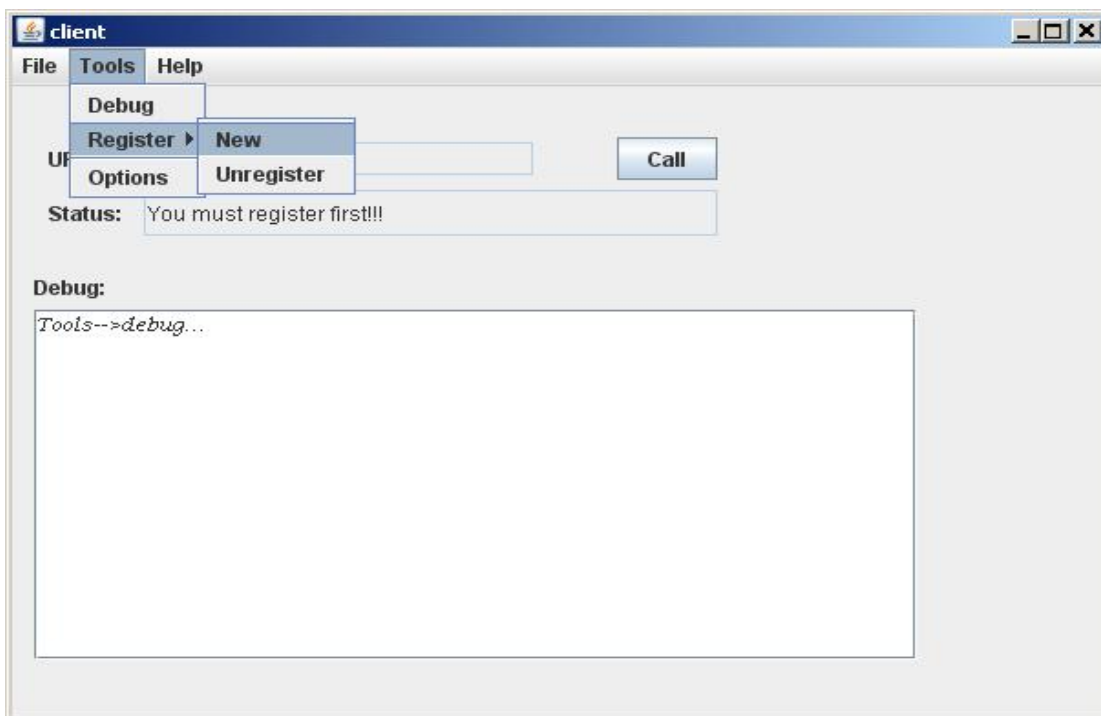 client
File Tools Help
Debug
Register New
Unregister
Options
Call
Status: You must register first!!!
Debug:
Tools-->debug...